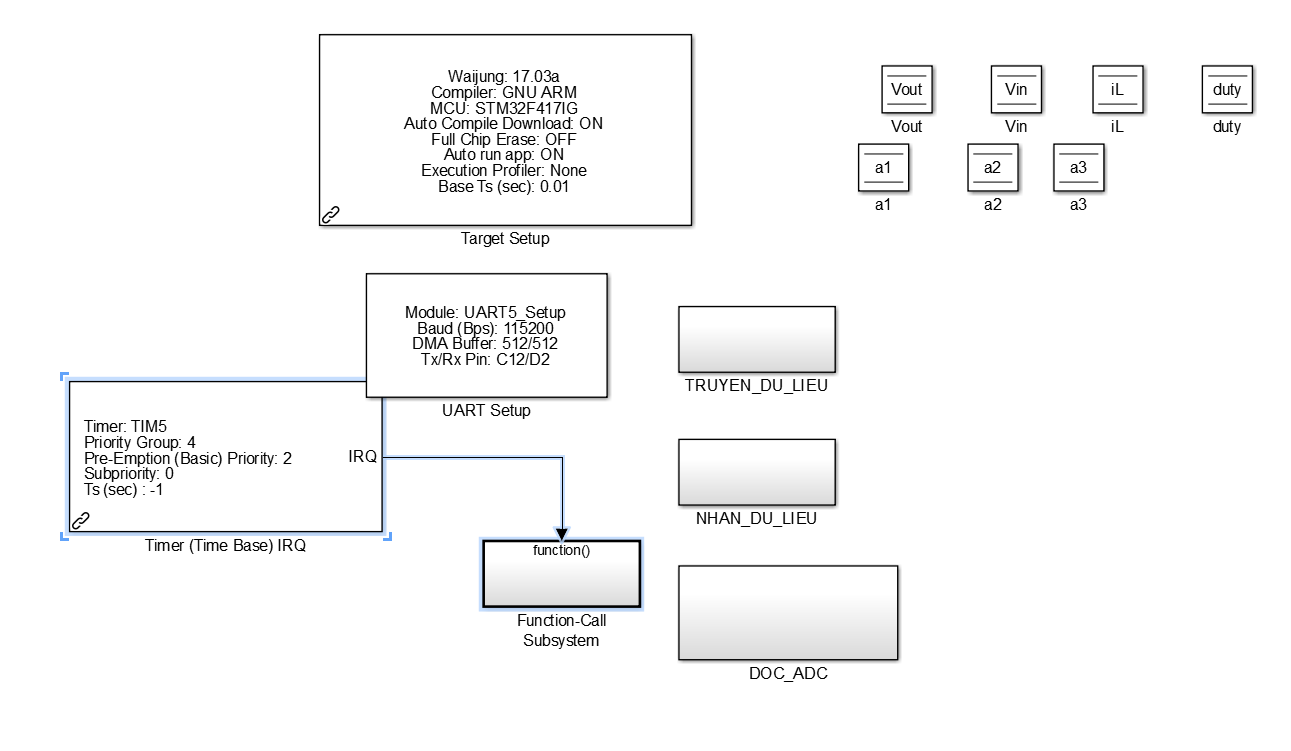 Waijung: 17.03a
Compiler: GNU ARM
MCU: STM32F417IG
Auto Compile Download: ON
Full Chip Erase: OFF
Auto run app: ON
Execution Profiler: None
Base Ts (sec): 0.01
Target Setup
Vout
Vout
Vin
Vin
iL
iL
duty
duty
a1
a1
a2
a2
a3
a3
Module: UART5_Setup
Baud (Bps): 115200
DMA Buffer: 512/512
Tx/Rx Pin: C12/D2
UART Setup
TRUYEN_DU_LIEU
Timer: TIM5
Priority Group: 4
Pre-Emption (Basic) Priority: 2
Subpriority: 0
Ts (sec) : -1
IRQ
Timer (Time Base) IRQ
NHAN_DU_LIEU
function()
Function-Call
Subsystem
DOC_ADC